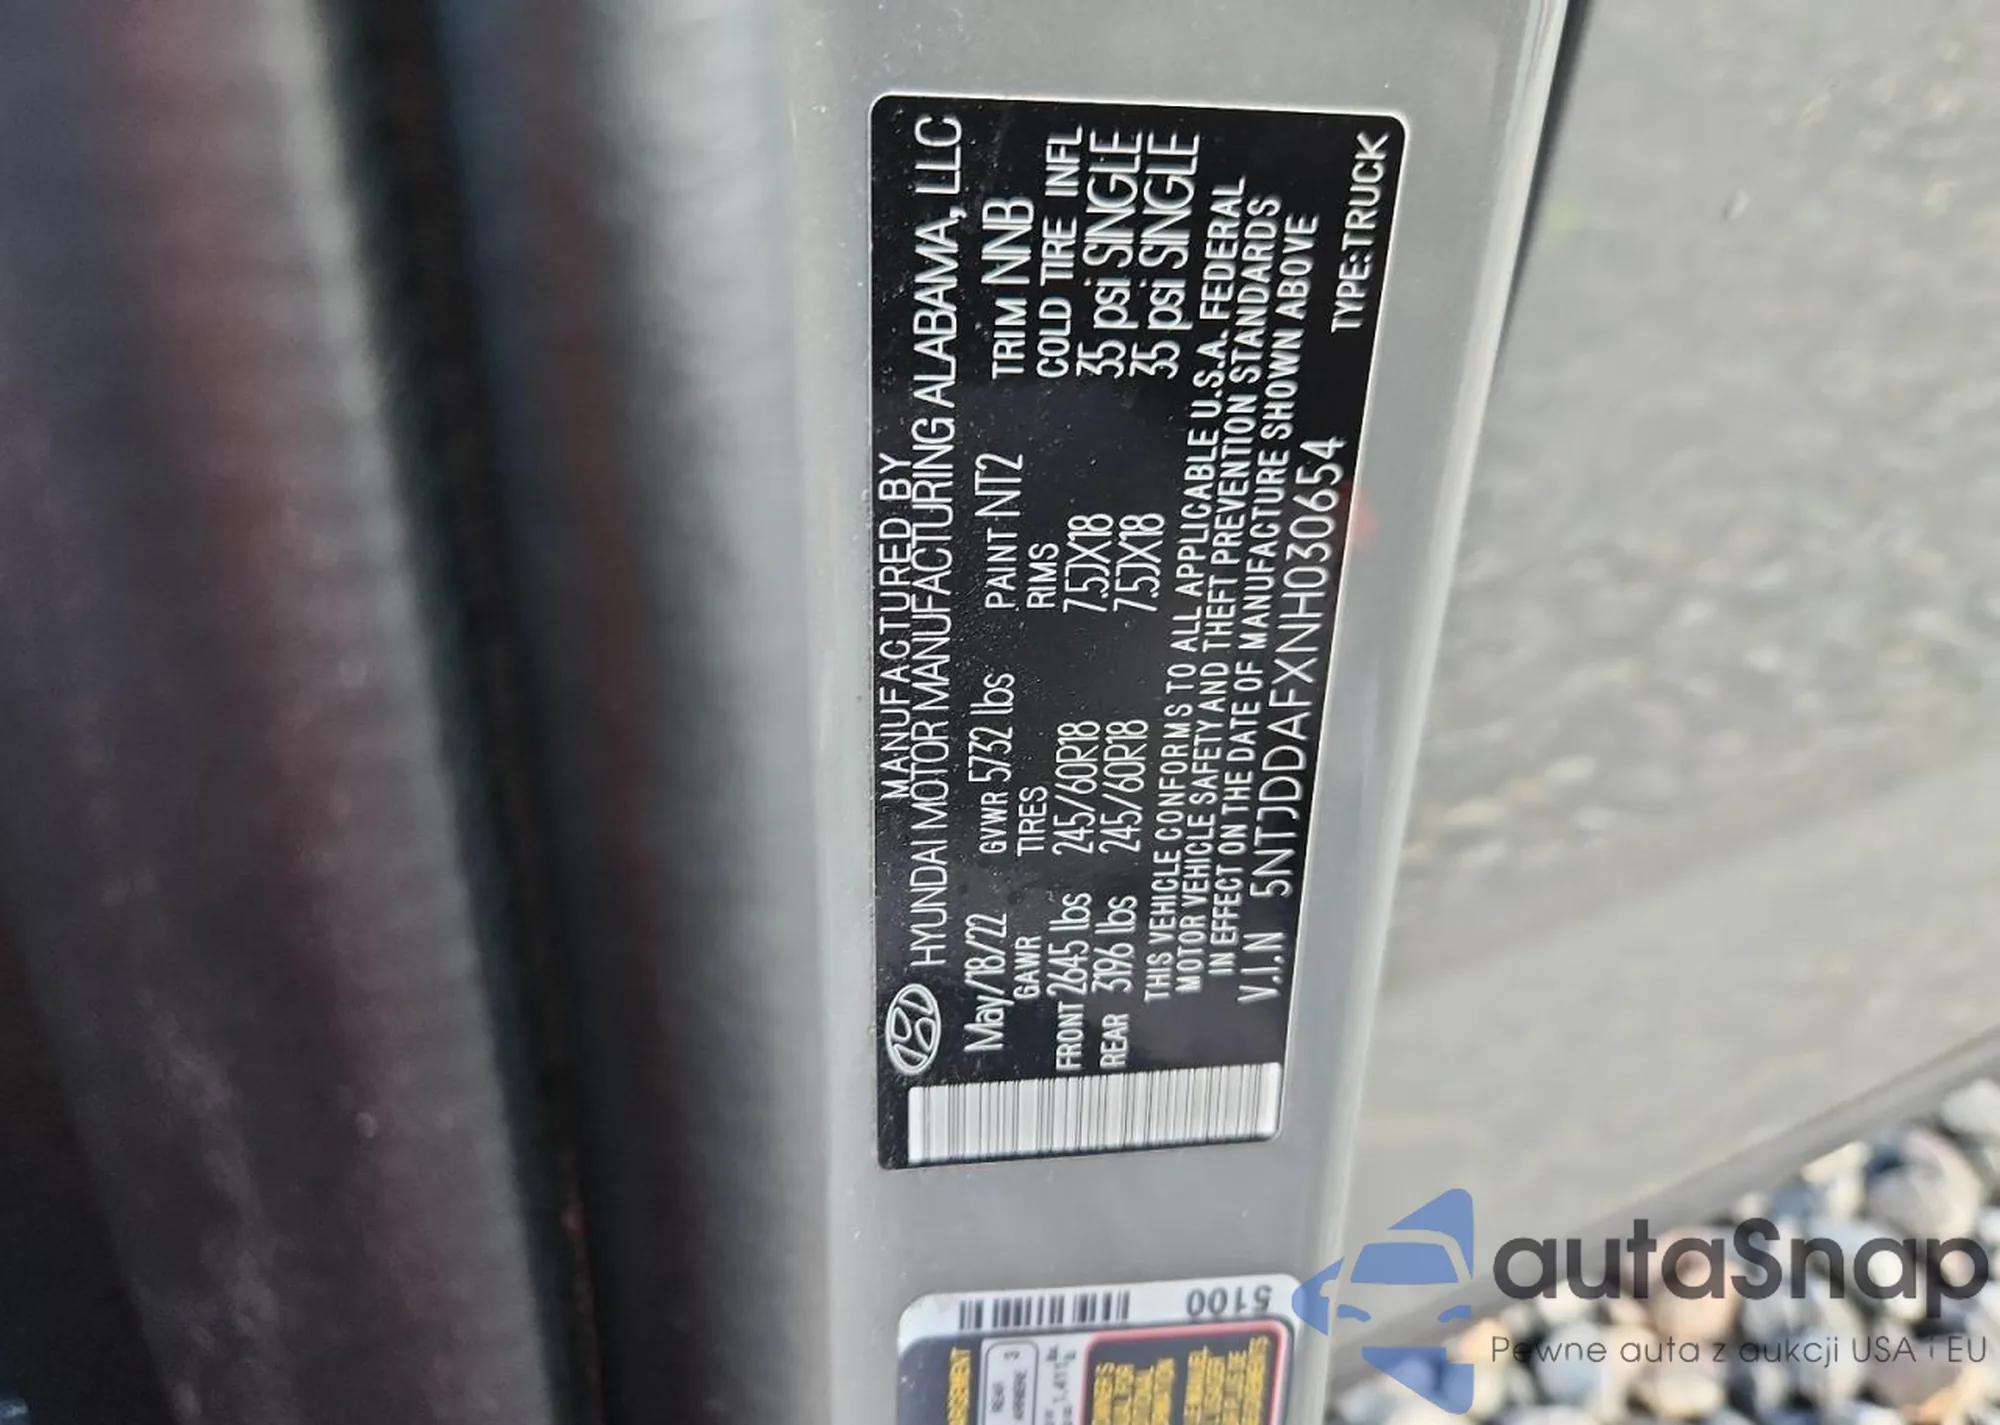 MANUFACTURED BY
HYUNDAI MOTOR MANUFACTURING ALABAMA, LLC
May/18/22 GVWR 5732 lbs PAINT NT2 TRIM NNB
GAWR TIRES RIMS COLD TIRE INFL
FRONT 2645 lbs 245/60R18 7.5JX18 35 psi SINGLE
REAR 3196 lbs 245/60R18 7.5JX18 35 psi SINGLE
THIS VEHICLE CONFORMS TO ALL APPLICABLE U.S.A. FEDERAL
MOTOR VEHICLE SAFETY AND THEFT PREVENTION STANDARDS
IN EFFECT ON THE DATE OF MANUFACTURE SHOWN ABOVE
V.I.N 5NTJDDAFXNH030654 TYPE:TRUCK
5100
autaSnap
Pewne auta z aukcji USA i EU